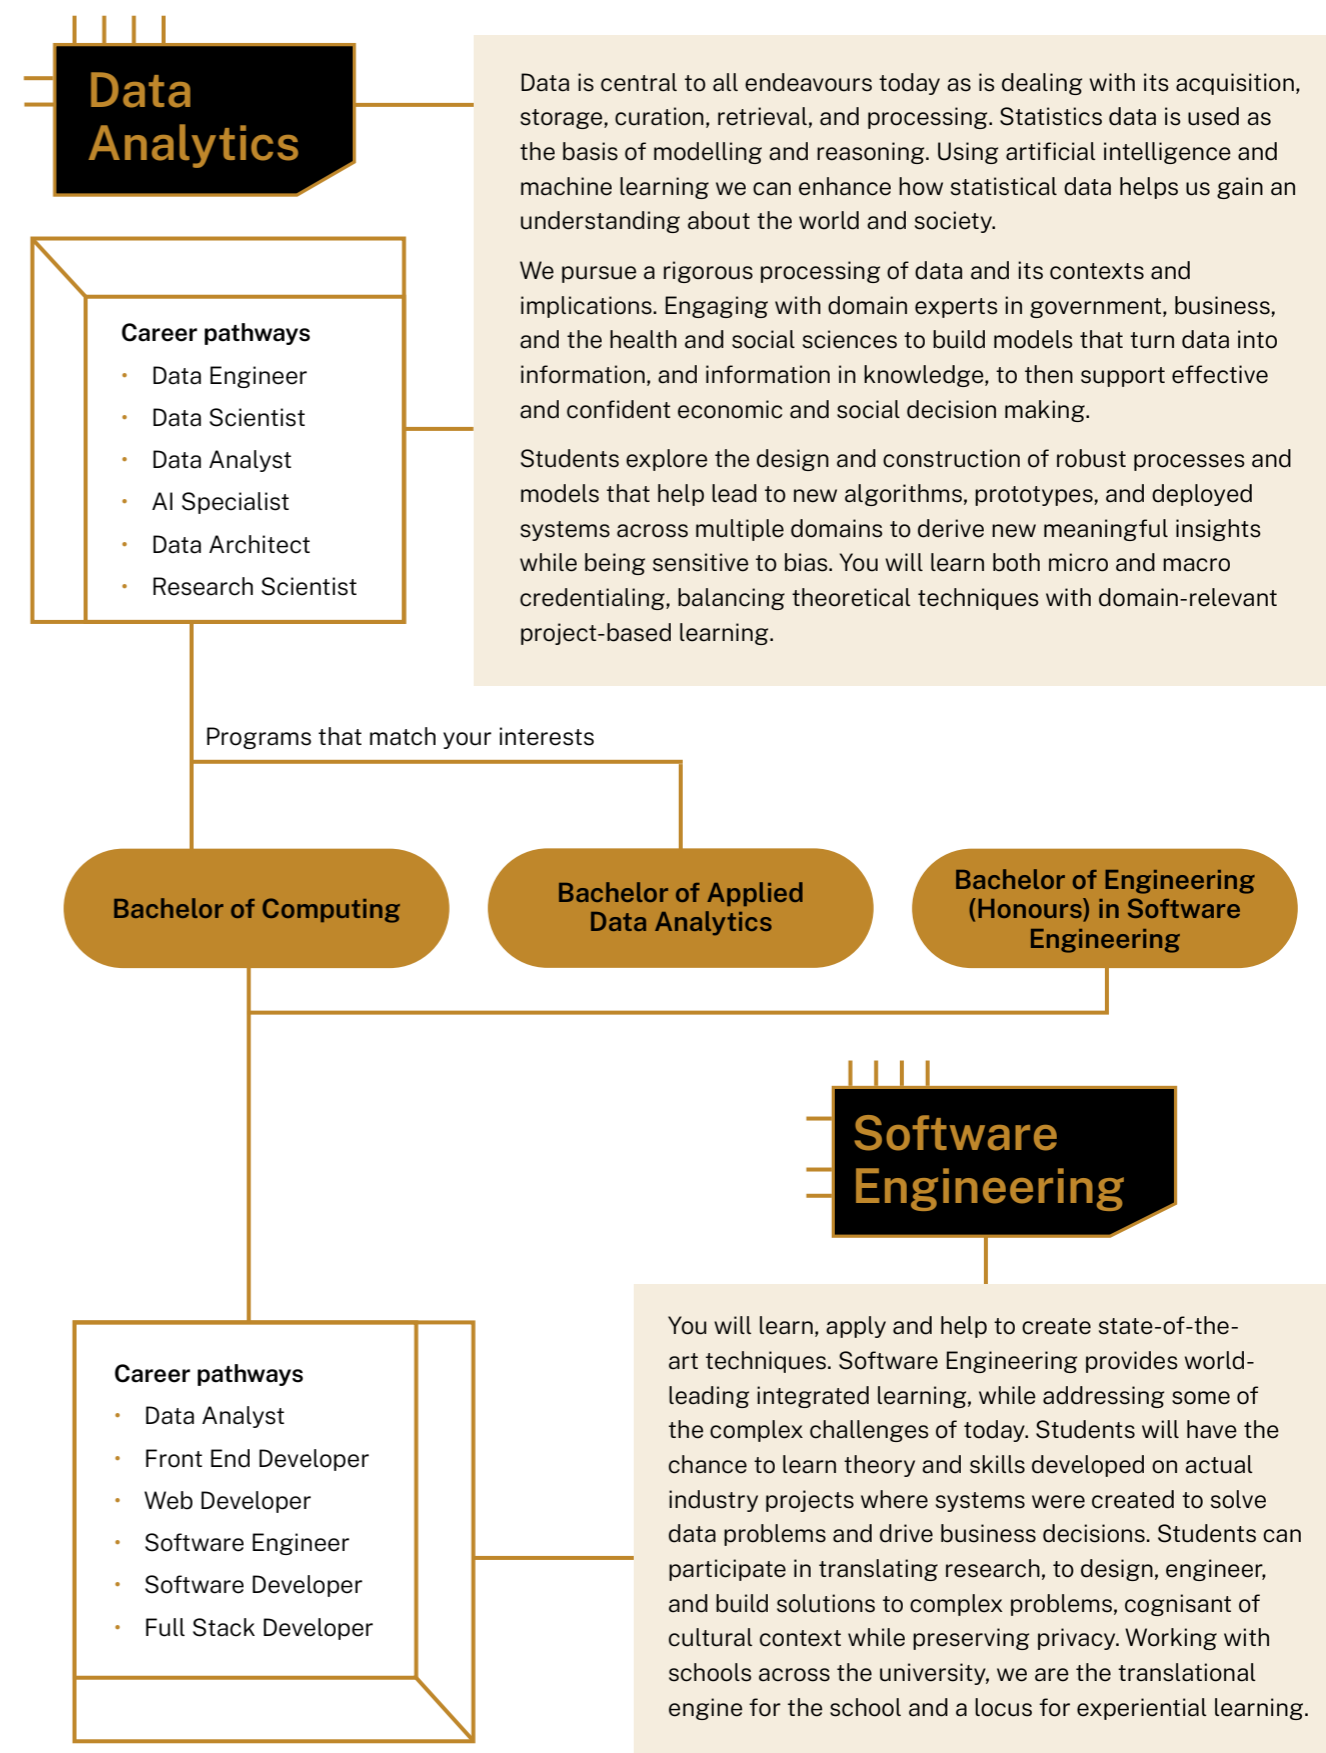 Data
Analytics
Data is central to all endeavours today as is dealing with its acquisition,
storage, curation, retrieval, and processing. Statistics data is used as
the basis of modelling and reasoning. Using artificial intelligence and
machine learning we can enhance how statistical data helps us gain an
understanding about the world and society.
We pursue a rigorous processing of data and its contexts and
implications. Engaging with domain experts in government, business,
and the health and social sciences to build models that turn data into
information, and information in knowledge, to then support effective
and confident economic and social decision making.
Students explore the design and construction of robust processes and
models that help lead to new algorithms, prototypes, and deployed
systems across multiple domains to derive new meaningful insights
while being sensitive to bias. You will learn both micro and macro
credentialing, balancing theoretical techniques with domain-relevant
project-based learning.
Career pathways
• Data Engineer
• Data Scientist
• Data Analyst
• AI Specialist
• Data Architect
• Research Scientist
Programs that match your interests
Bachelor of Computing
Bachelor of Applied
Data Analytics
Bachelor of Engineering
(Honours) in Software
Engineering
Software
Engineering
You will learn, apply and help to create state-of-the-
art techniques. Software Engineering provides world-
leading integrated learning, while addressing some of
the complex challenges of today. Students will have the
chance to learn theory and skills developed on actual
industry projects where systems were created to solve
data problems and drive business decisions. Students can
participate in translating research, to design, engineer,
and build solutions to complex problems, cognisant of
cultural context while preserving privacy. Working with
schools across the university, we are the translational
engine for the school and a locus for experiential learning.
Career pathways
• Data Analyst
• Front End Developer
• Web Developer
• Software Engineer
• Software Developer
• Full Stack Developer